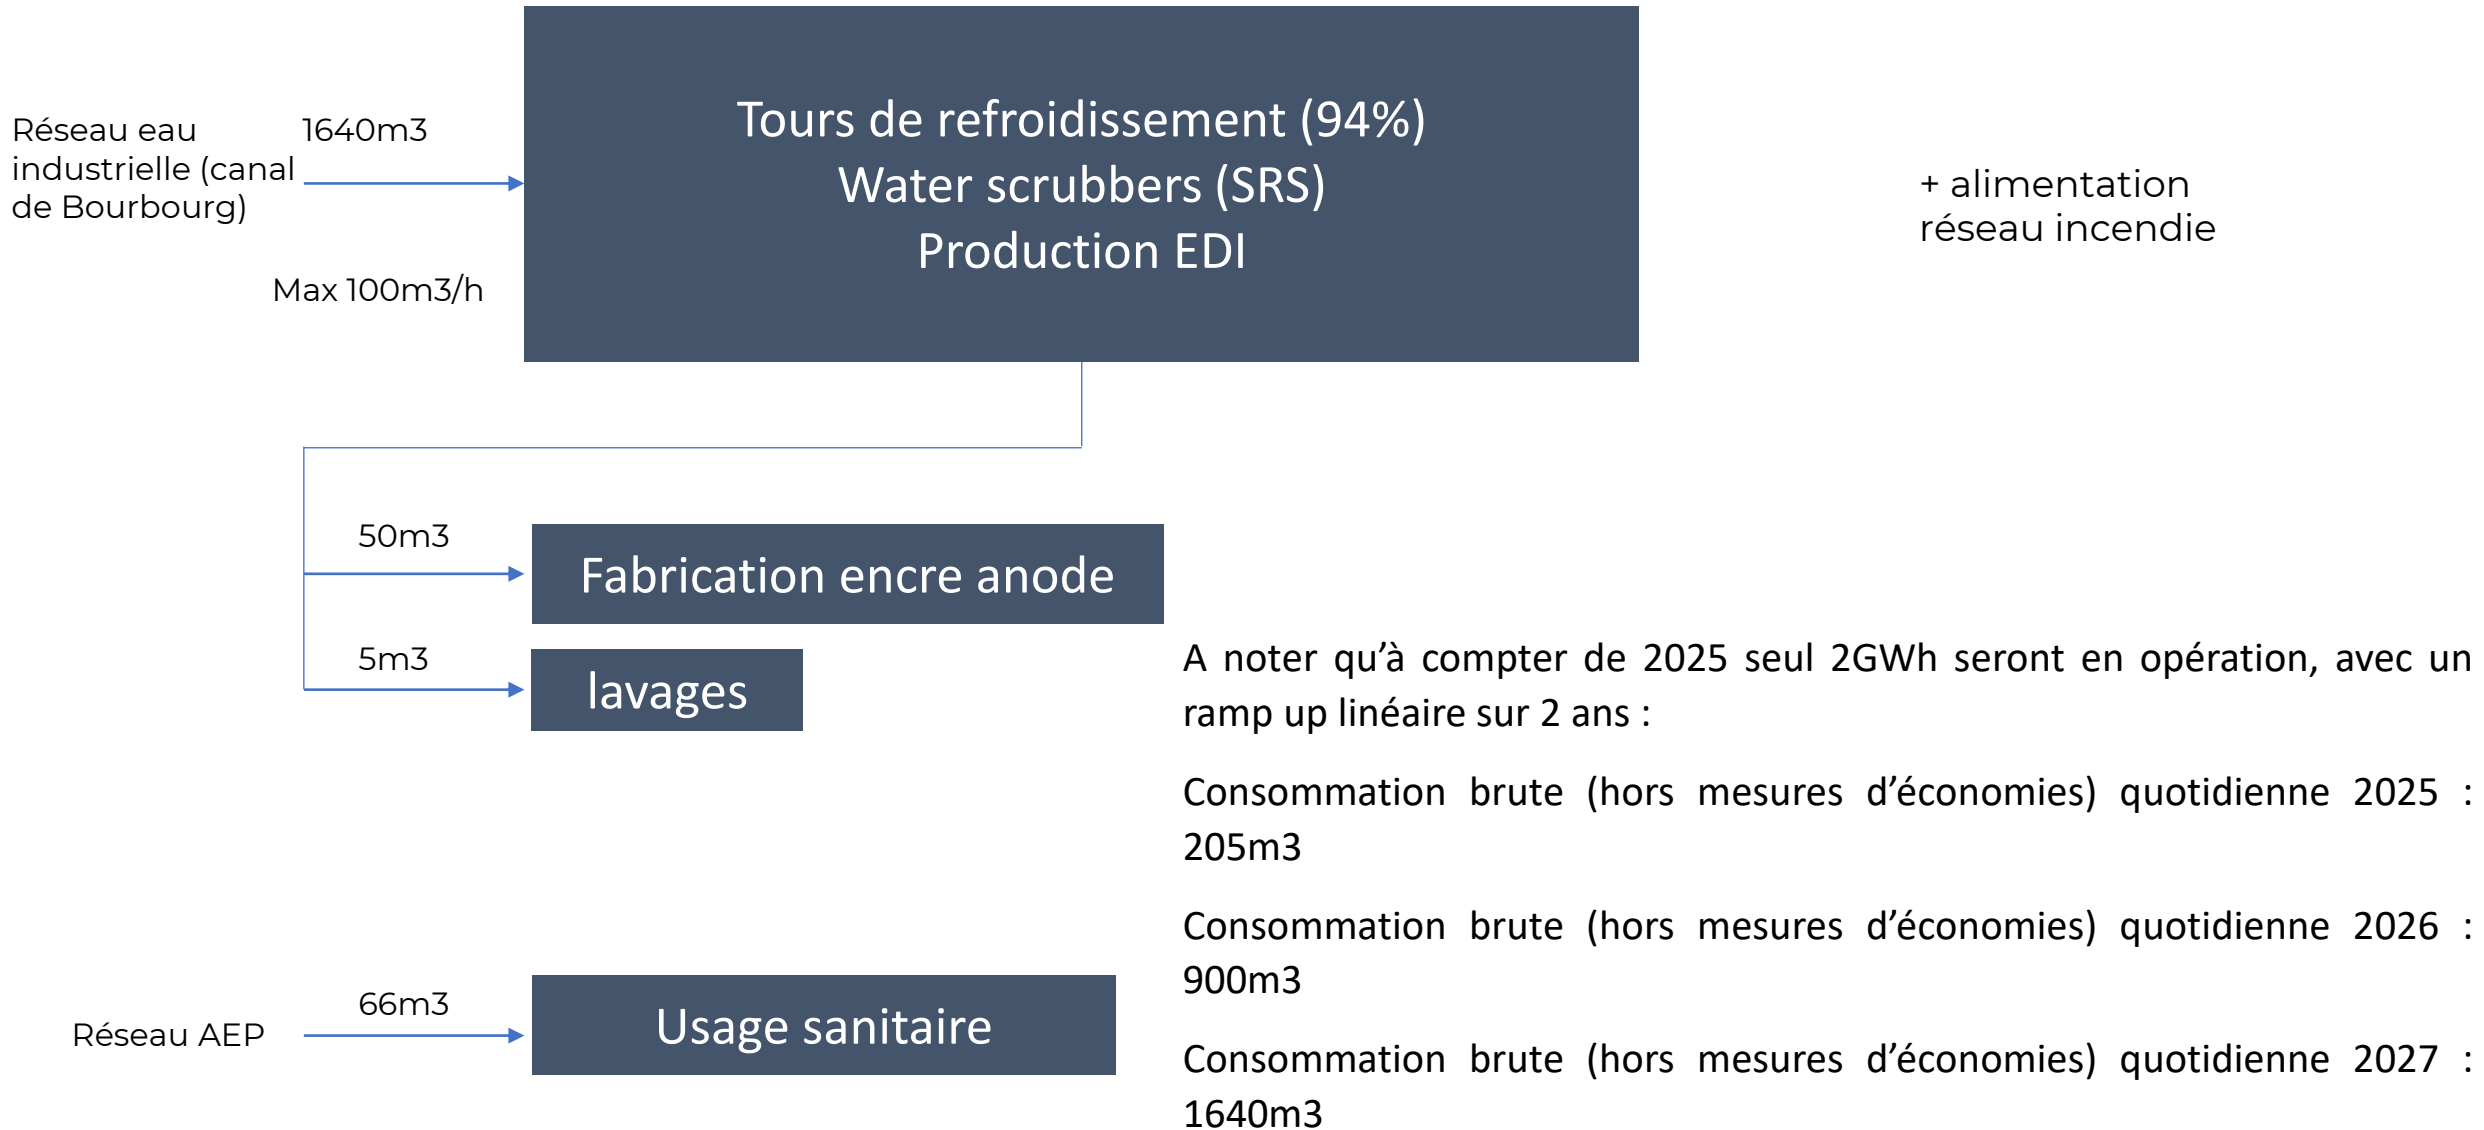 Réseau eau
industrielle (canal
de Bourbourg)
1640m3
Max 100m3/h
Tours de refroidissement (94%)
Water scrubbers (SRS)
Production EDI
+ alimentation
réseau incendie
50m3
Fabrication encre anode
5m3
lavages
A noter qu’à compter de 2025 seul 2GWh seront en opération, avec un
ramp up linéaire sur 2 ans :
Consommation brute (hors mesures d’économies) quotidienne 2025 :
205m3
Consommation brute (hors mesures d’économies) quotidienne 2026 :
900m3
Consommation brute (hors mesures d’économies) quotidienne 2027 :
1640m3
Réseau AEP
66m3
Usage sanitaire